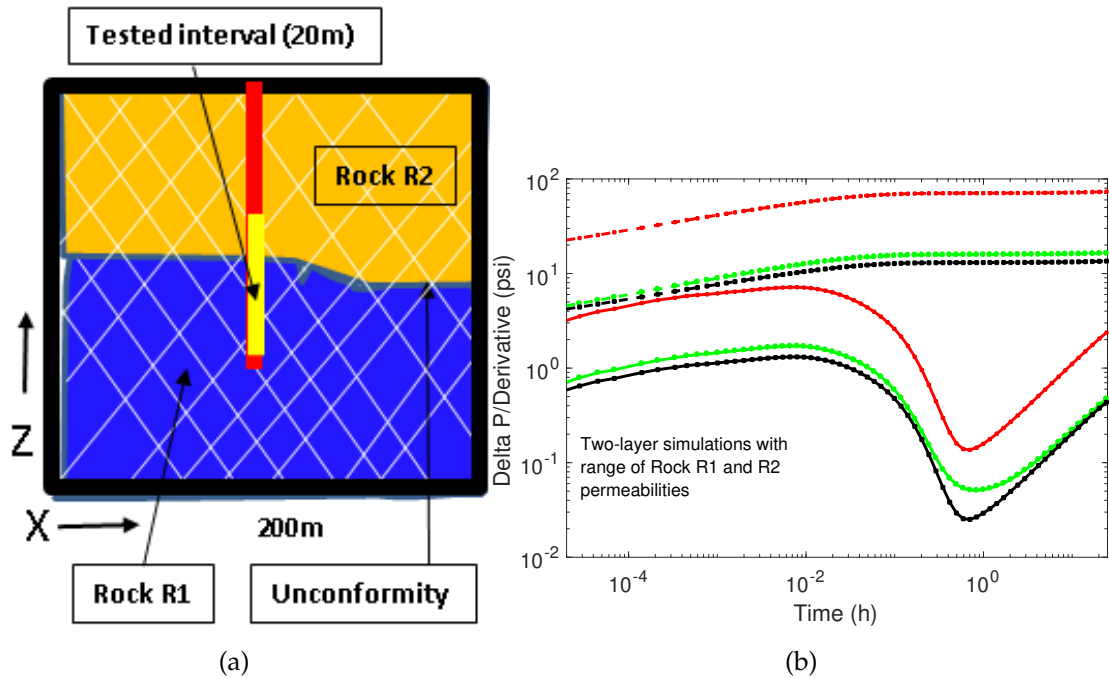 Tested interval (20m)
Rock R2
Z
X
200m
Rock R1
Unconformity
(a)
Delta P/Derivative (psi)
10^2
10^1
10^0
10^-1
10^-2
Two-layer simulations with
range of Rock R1 and R2
permeabilities
10^-4
10^-2
10^0
Time (h)
(b)